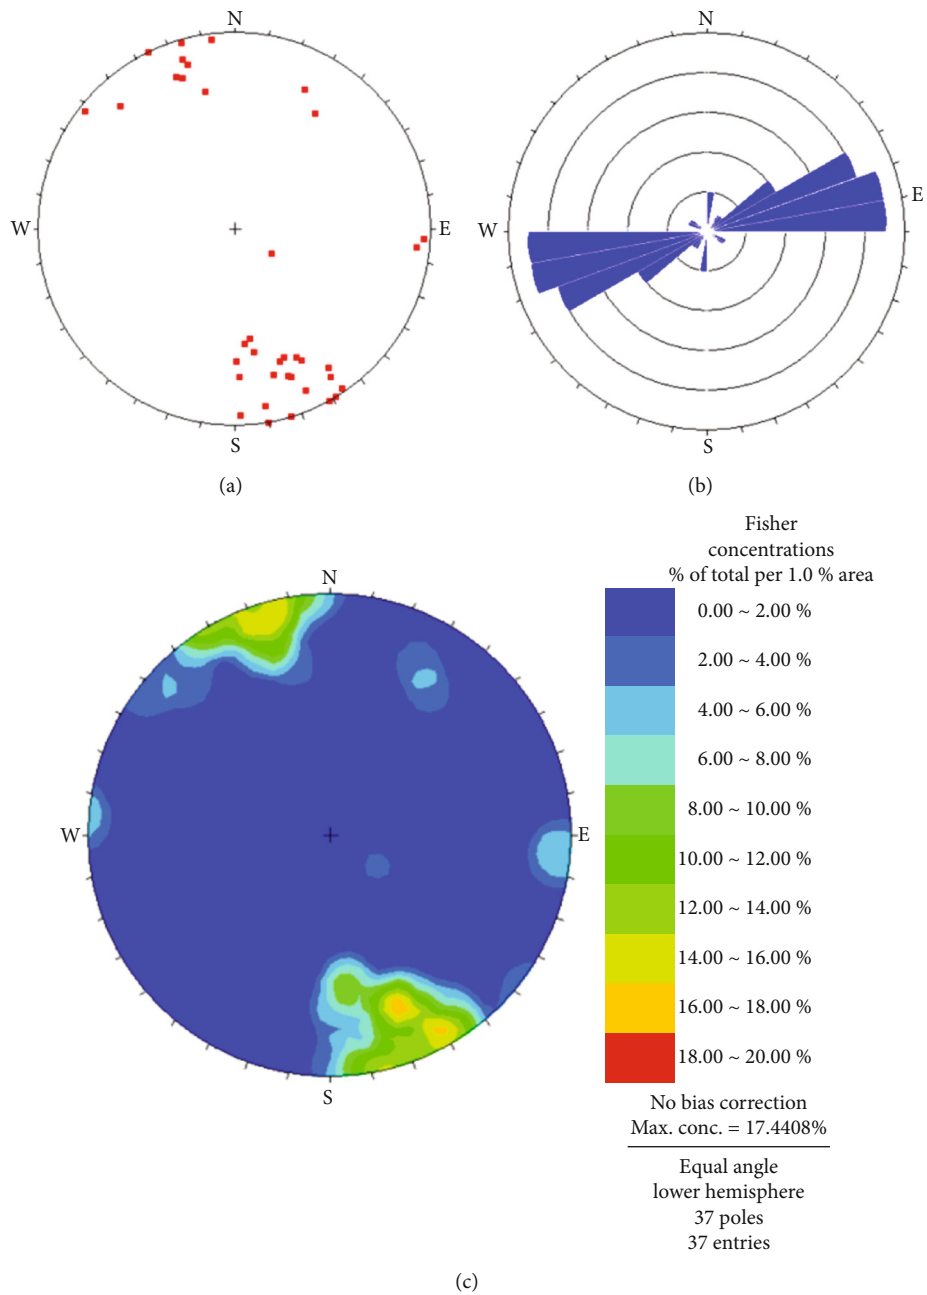 N
W
E
S
(a)
N
W
E
S
(b)
Fisher
concentrations
% of total per 1.0 % area
N
W
E
S
0.00 ~ 2.00 %
2.00 ~ 4.00 %
4.00 ~ 6.00 %
6.00 ~ 8.00 %
8.00 ~ 10.00 %
10.00 ~ 12.00 %
12.00 ~ 14.00 %
14.00 ~ 16.00 %
16.00 ~ 18.00 %
18.00 ~ 20.00 %
No bias correction
Max. conc. = 17.4408%
Equal angle
lower hemisphere
37 poles
37 entries
(c)